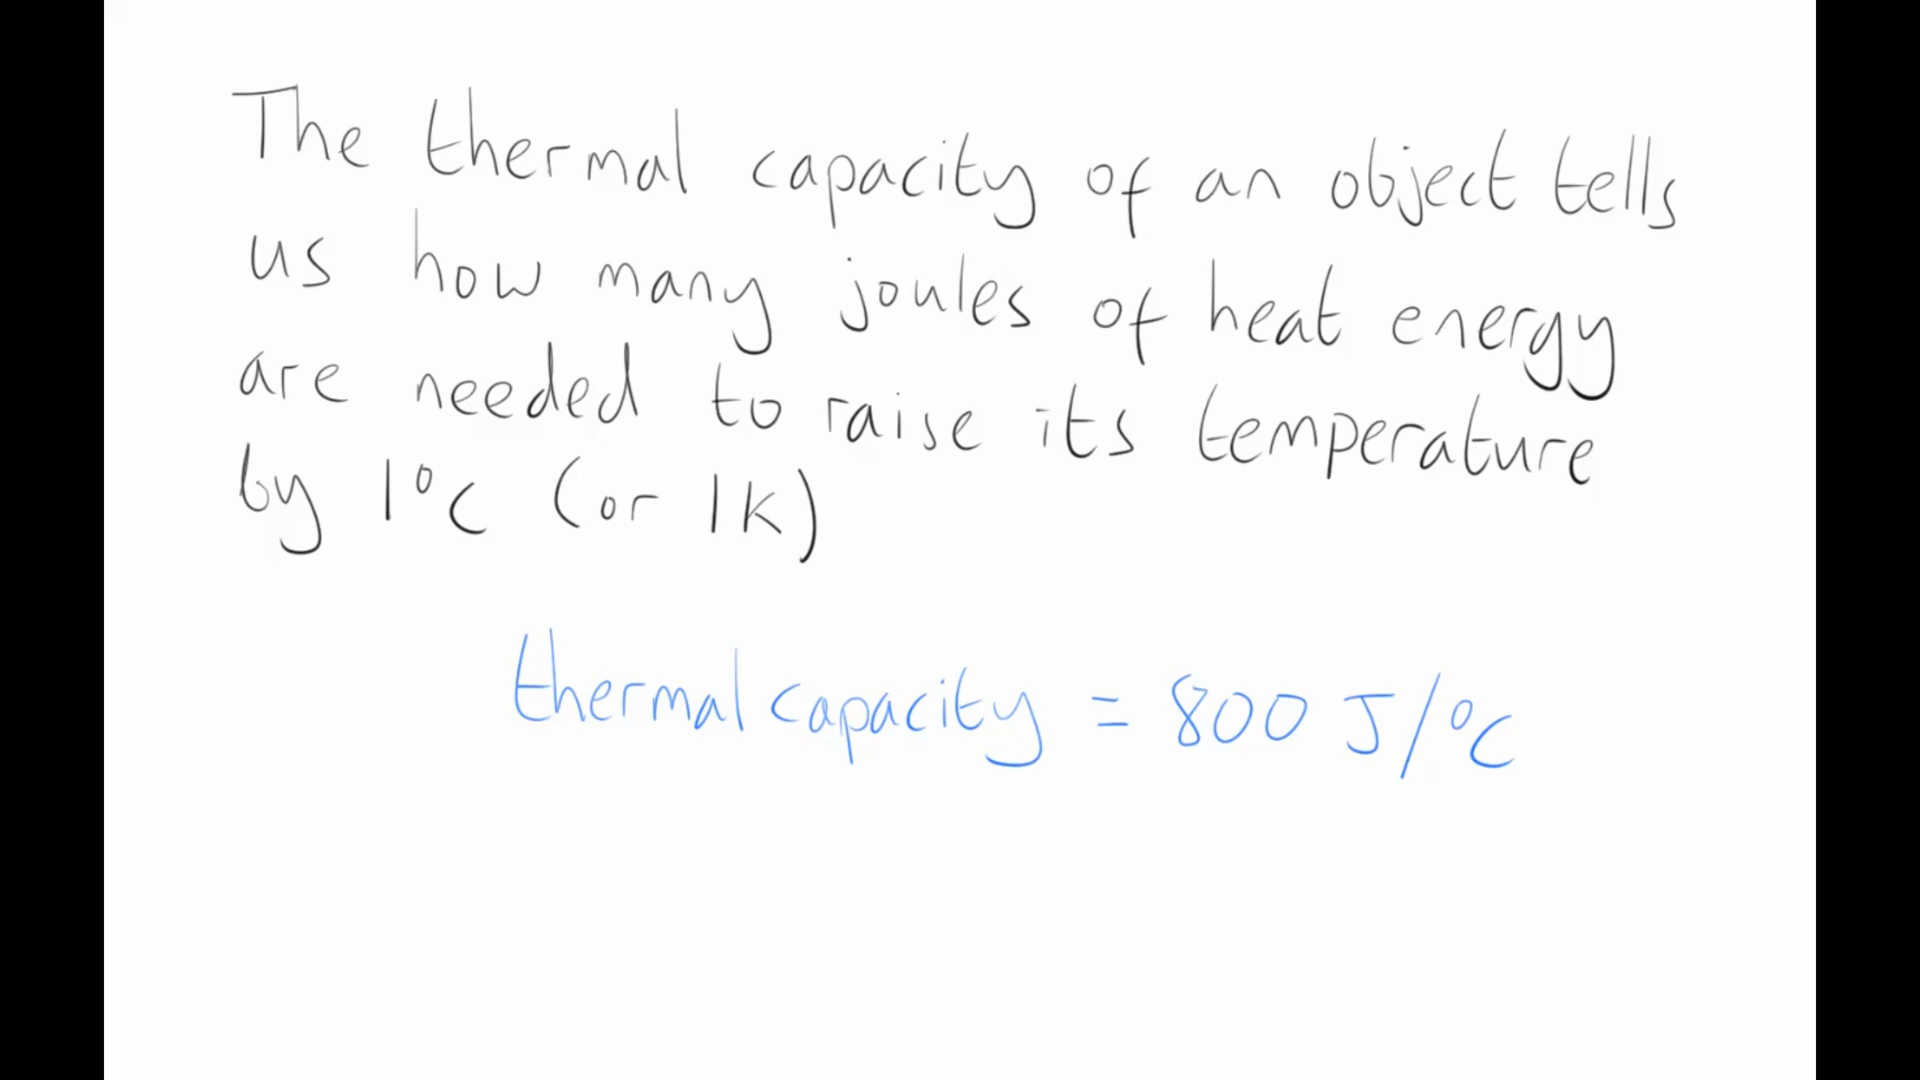 The thermal capacity of an object tells
us how many joules of heat energy
are needed to raise its temperature
by 1°C (or 1K)
thermal capacity = 800 J/°C